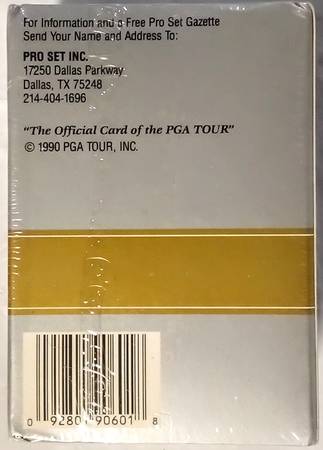 For Information and a Free Pro Set Gazette
Send Your Name and Address To:
PRO SET INC.
17250 Dallas Parkway
Dallas, TX 75248
214-404-1696
"The Official Card of the PGA TOUR"
© 1990 PGA TOUR, INC.
0 92801 90601 8